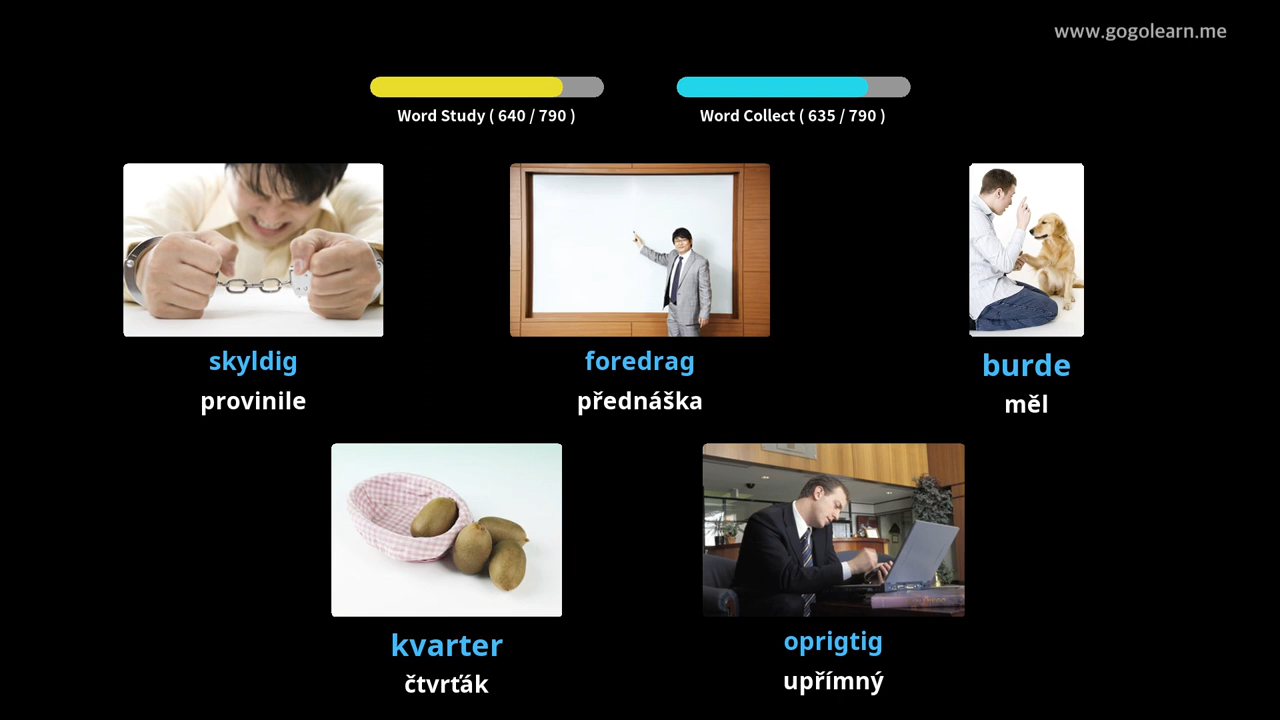 www.gogolearn.me
Word Study ( 640 / 790 )
Word Collect ( 635 / 790 )
skyldig
provinile
foredrag
přednáška
burde
měl
kvarter
čtvrťák
oprigtig
upřímný